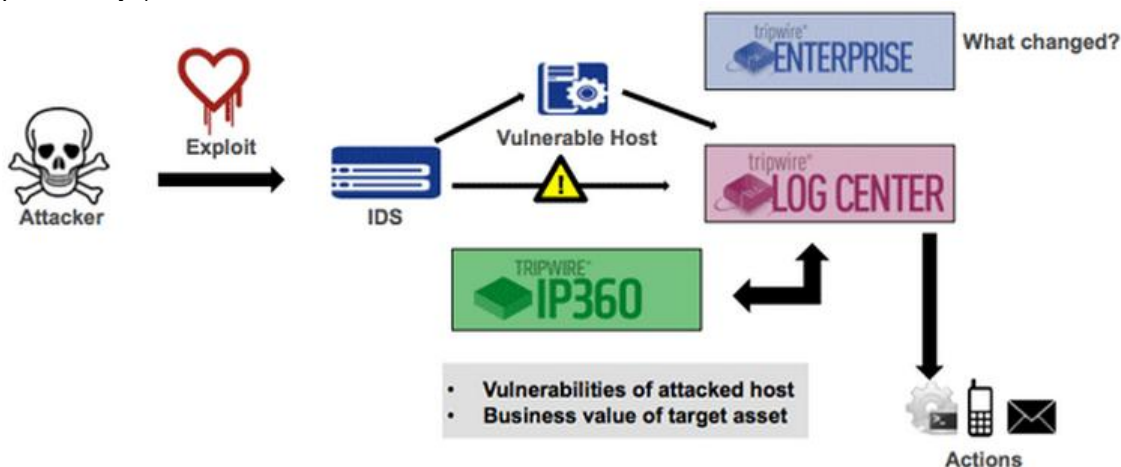 tripwire®
ENTERPRISE
What changed?
Exploit
Vulnerable Host
Attacker
IDS
tripwire®
LOG CENTER
TRIPWIRE®
IP360
• Vulnerabilities of attacked host
• Business value of target asset
Actions